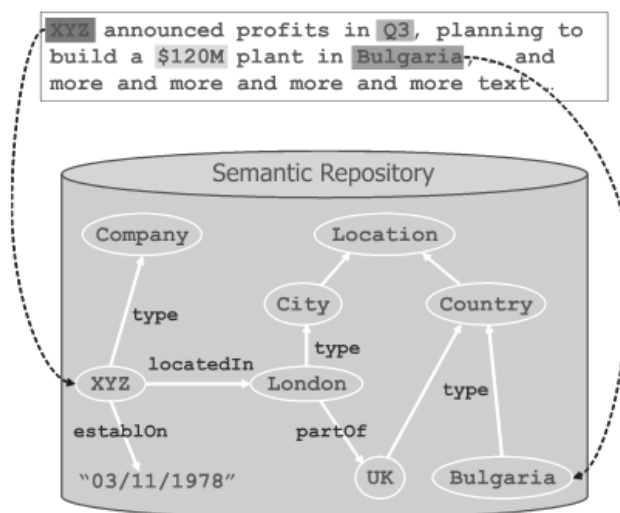 XYZ announced profits in Q3, planning to
build a $120M plant in Bulgaria, and
more and more and more and more text …
Semantic Repository
Company
Location
City
Country
type
locatedIn
type
XYZ
London
type
establOn
partOf
"03/11/1978"
UK
Bulgaria